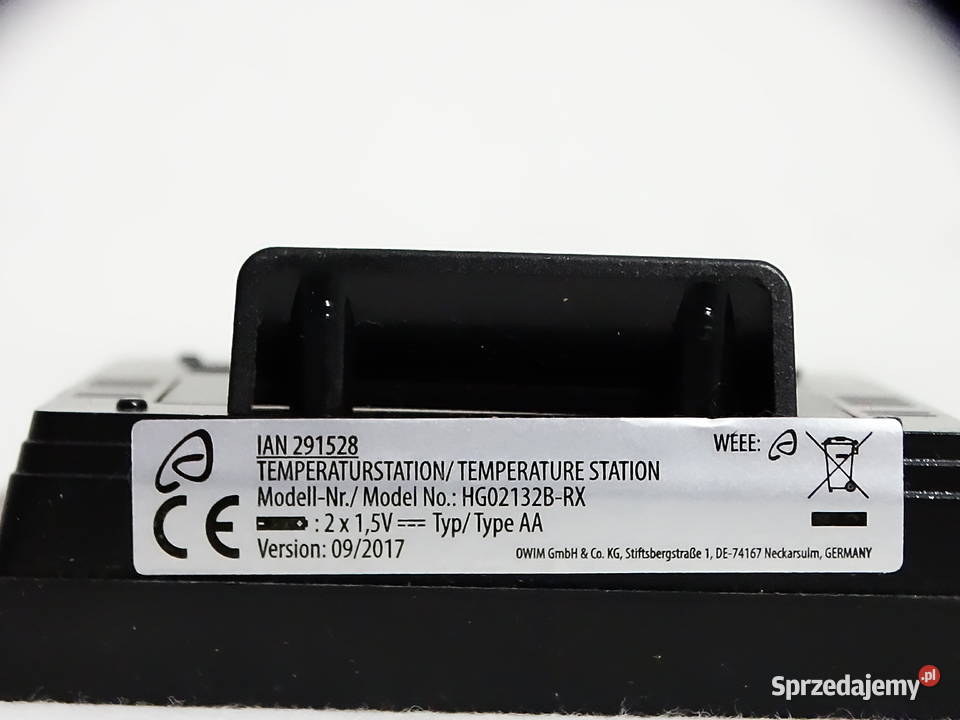 IAN 291528
TEMPERATURSTATION/ TEMPERATURE STATION
Modell-Nr./ Model No.: HG02132B-RX
: 2 x 1,5V Typ/ Type AA
Version: 09/2017
CE
WEEE:
OWIM GmbH & Co. KG, Stiftsbergstraße 1, DE-74167 Neckarsulm, GERMANY
Sprzedajemy.pl